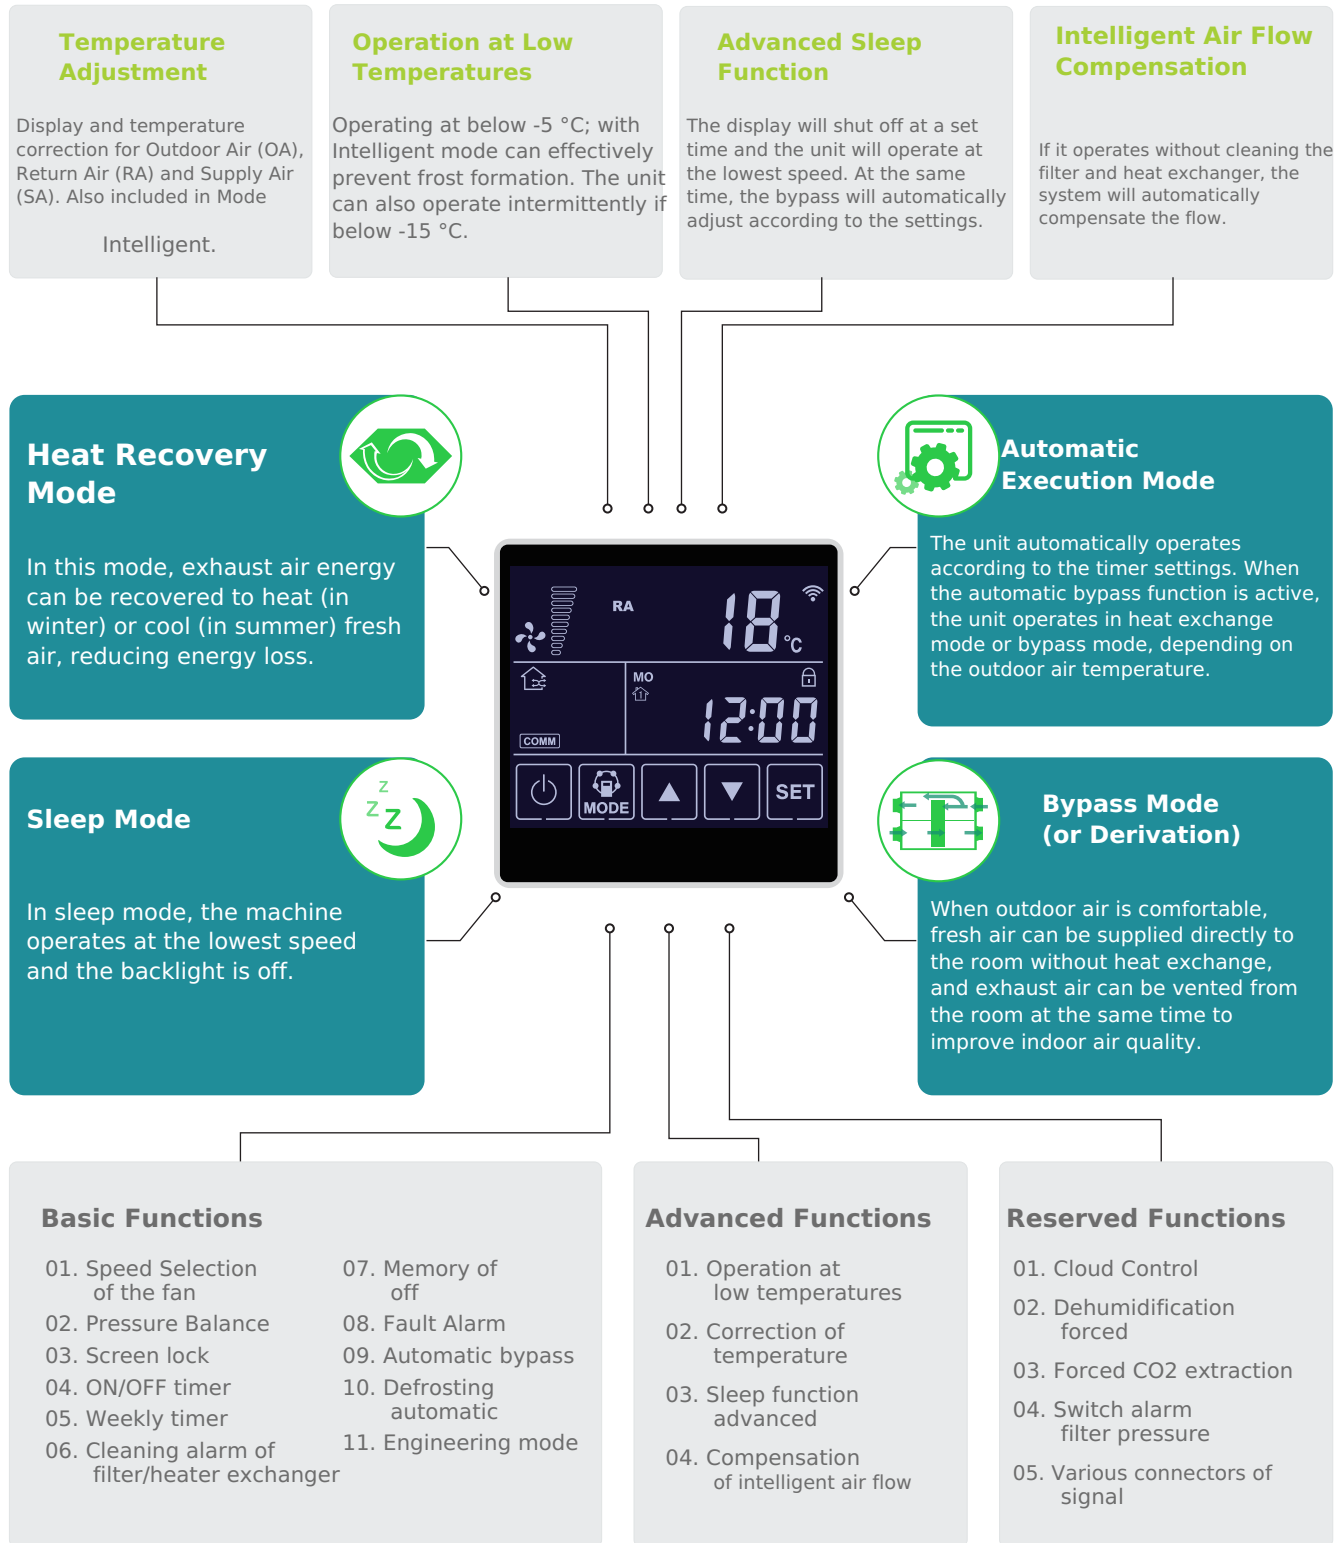 Temperature
Adjustment
Display and temperature
correction for Outdoor Air (OA),
Return Air (RA) and Supply Air
(SA). Also included in Mode
Intelligent.
Operation at Low
Temperatures
Operating at below -5 °C; with
Intelligent mode can effectively
prevent frost formation. The unit
can also operate intermittently if
below -15 °C.
Advanced Sleep
Function
The display will shut off at a set
time and the unit will operate at
the lowest speed. At the same
time, the bypass will automatically
adjust according to the settings.
Intelligent Air Flow
Compensation
If it operates without cleaning the
filter and heat exchanger, the
system will automatically
compensate the flow.
Heat Recovery
Mode
In this mode, exhaust air energy
can be recovered to heat (in
winter) or cool (in summer) fresh
air, reducing energy loss.
Automatic
Execution Mode
The unit automatically operates
according to the timer settings. When
the automatic bypass function is active,
the unit operates in heat exchange
mode or bypass mode, depending on
the outdoor air temperature.
RA
18 °C
MO
1
12:00
COMM
MODE
SET
Sleep Mode
z
z
z
In sleep mode, the machine
operates at the lowest speed
and the backlight is off.
Bypass Mode
(or Derivation)
When outdoor air is comfortable,
fresh air can be supplied directly to
the room without heat exchange,
and exhaust air can be vented from
the room at the same time to
improve indoor air quality.
Basic Functions
01. Speed Selection
of the fan
02. Pressure Balance
03. Screen lock
04. ON/OFF timer
05. Weekly timer
06. Cleaning alarm of
filter/heater exchanger
07. Memory of
off
08. Fault Alarm
09. Automatic bypass
10. Defrosting
automatic
11. Engineering mode
Advanced Functions
01. Operation at
low temperatures
02. Correction of
temperature
03. Sleep function
advanced
04. Compensation
of intelligent air flow
Reserved Functions
01. Cloud Control
02. Dehumidification
forced
03. Forced CO2 extraction
04. Switch alarm
filter pressure
05. Various connectors of
signal